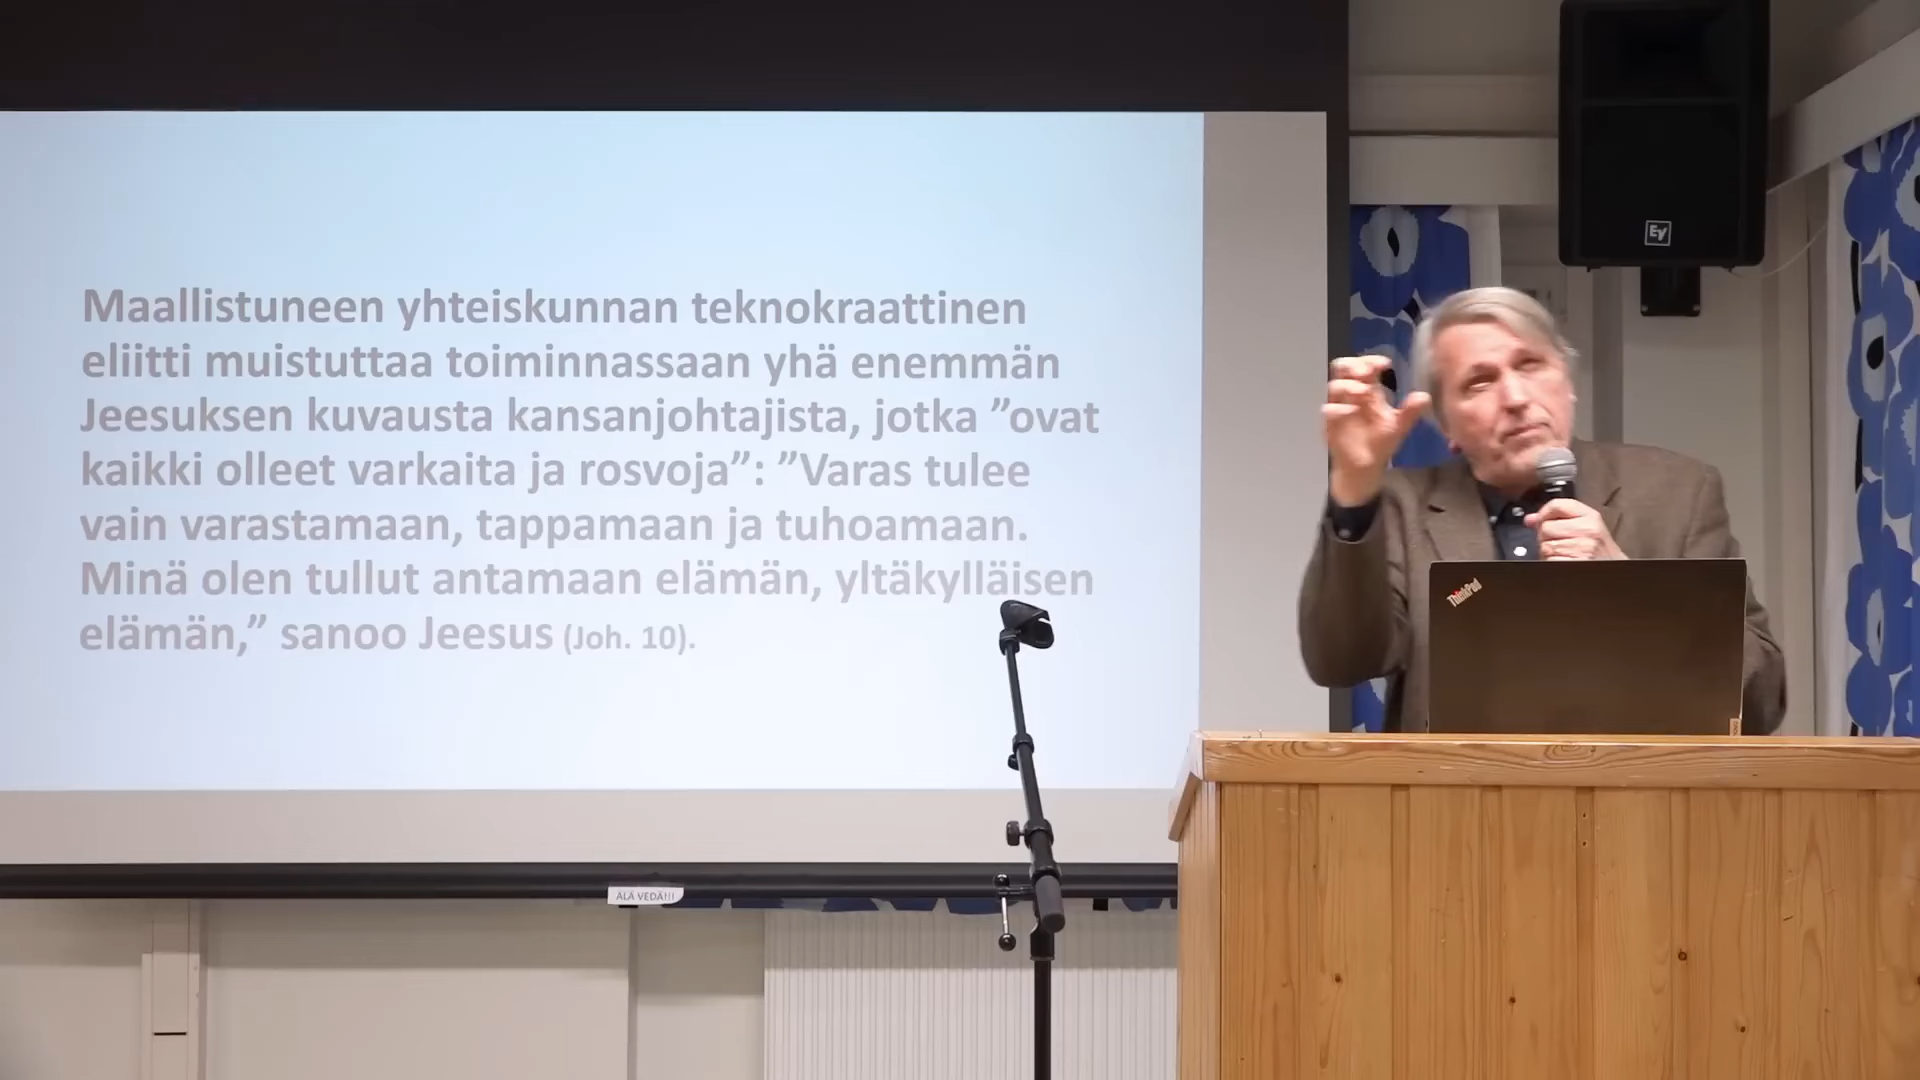 Maallistuneen yhteiskunnan teknokraattinen
eliitti muistuttaa toiminnassaan yhä enemmän
Jeesuksen kuvausta kansanjohtajista, jotka ”ovat
kaikki olleet varkaita ja rosvoja”: ”Varas tulee
vain varastamaan, tappamaan ja tuhoamaan.
Minä olen tullut antamaan elämän, yltäkylläisen
elämän,” sanoo Jeesus (Joh. 10).
EV
ThinkPad
ÄLÄ VEDÄ!!!